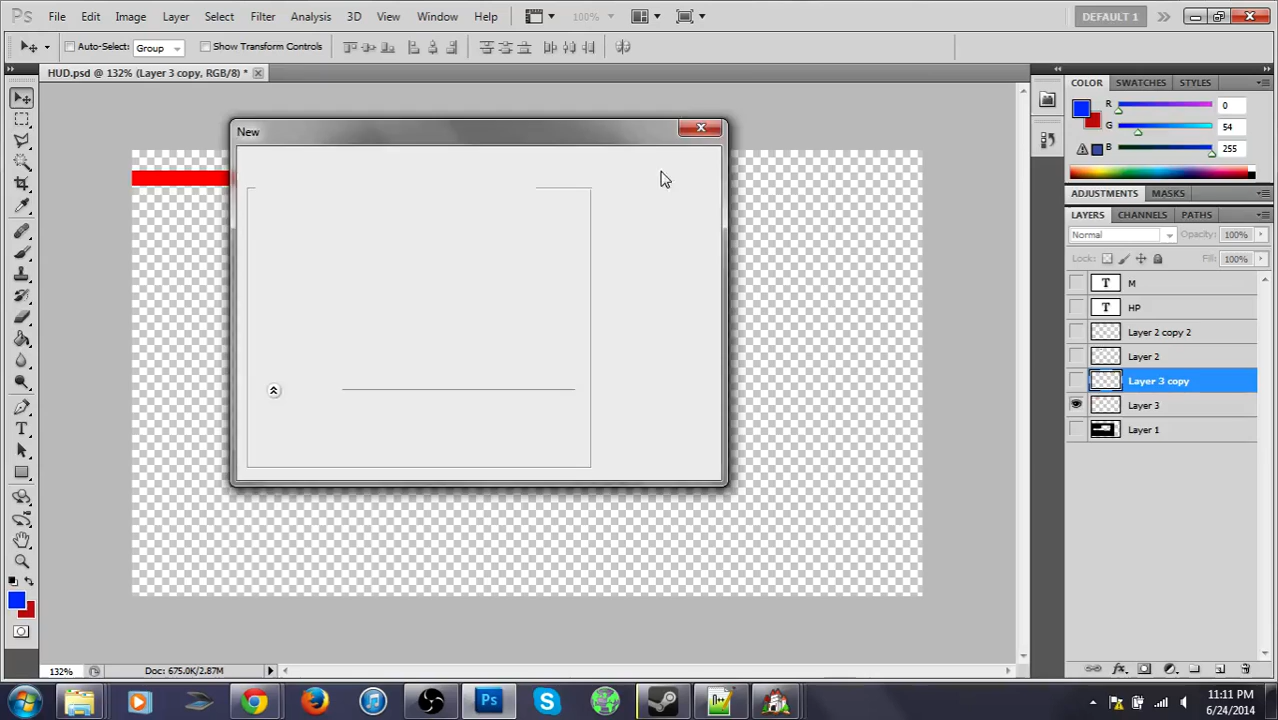 Ps File Edit Image Layer Select Filter Analysis 3D View Window Help 100% DEFAULT 1
Auto-Select: Group Show Transform Controls
HUD.psd @ 132% (Layer 3 copy, RGB/8) *
New
COLOR SWATCHES STYLES
R 0
G 54
B 255
ADJUSTMENTS MASKS
LAYERS CHANNELS PATHS
Normal Opacity: 100%
Lock: Fill: 100%
T M
T HP
Layer 2 copy 2
Layer 2
Layer 3 copy
Layer 3
Layer 1
T
132% Doc: 675.0K/2.87M
Ps
11:11 PM
6/24/2014